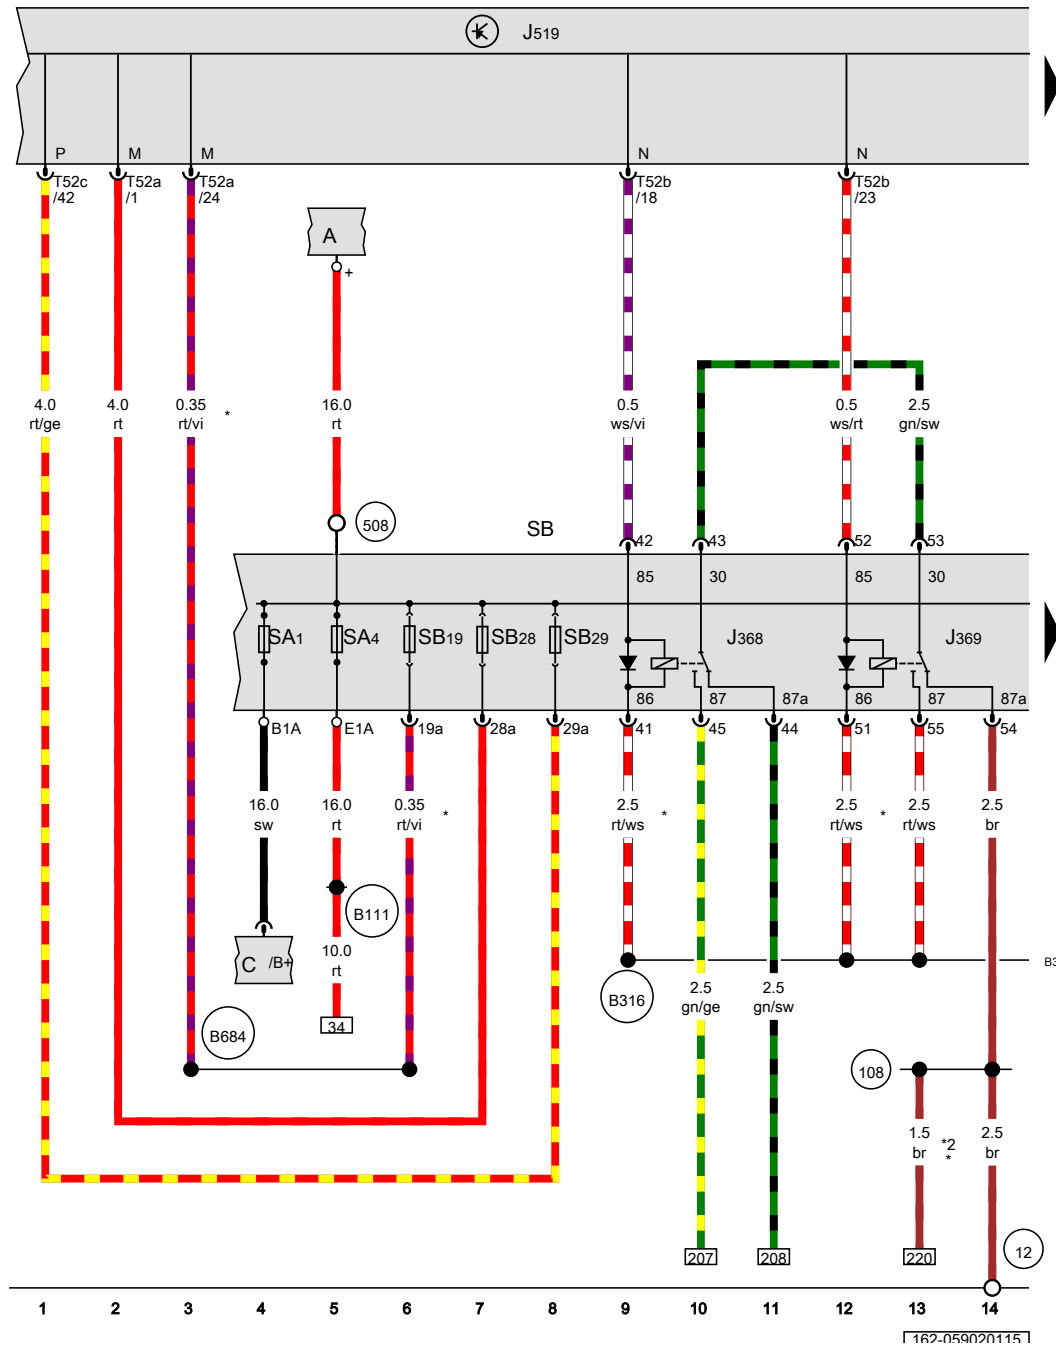 J519
P M M N N
T52c /42
T52a /1
T52a /24
T52b /18
T52b /23
A
+
4.0 rt/ge
4.0 rt
0.35 rt/vi *
16.0 rt
0.5 ws/vi
0.5 ws/rt
2.5 gn/sw
508
SB
42 43 52 53
85 30 85 30
SA1 SA4 SB19 SB28 SB29 J368 J369
86 87 87a 86 87 87a
B1A E1A 19a 28a 29a 41 45 44 51 55 54
16.0 sw
16.0 rt
0.35 rt/vi *
2.5 rt/ws *
2.5 rt/ws *
2.5 rt/ws
2.5 br
B111
C /B+
10.0 rt
B3
B316
2.5 gn/ge
2.5 gn/sw
34
B684
108
1.5 br *2 *
2.5 br
12
207 208 220
1 2 3 4 5 6 7 8 9 10 11 12 13 14
162-059020115